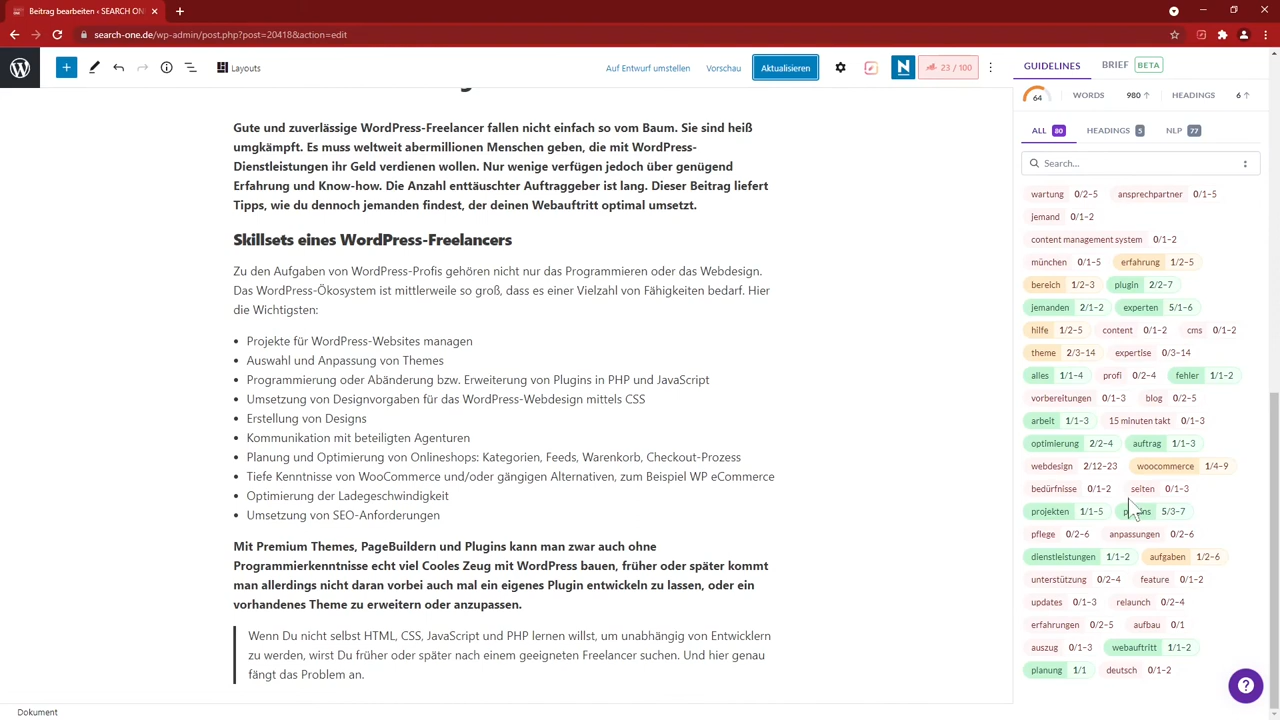 Beitrag bearbeiten ‹ SEARCH ON
search-one.de/wp-admin/post.php?post=20418&action=edit
Layouts
Auf Entwurf umstellen
Vorschau
Aktualisieren
N
23 / 100
Gute und zuverlässige WordPress-Freelancer fallen nicht einfach so vom Baum. Sie sind heiß
umgkämpft. Es muss weltweit abermillionen Menschen geben, die mit WordPress-
Dienstleistungen ihr Geld verdienen wollen. Nur wenige verfügen jedoch über genügend
Erfahrung und Know-how. Die Anzahl enttäuschter Auftraggeber ist lang. Dieser Beitrag liefert
Tipps, wie du dennoch jemanden findest, der deinen Webauftritt optimal umsetzt.
Skillsets eines WordPress-Freelancers
Zu den Aufgaben von WordPress-Profis gehören nicht nur das Programmieren oder das Webdesign.
Das WordPress-Ökosystem ist mittlerweile so groß, dass es einer Vielzahl von Fähigkeiten bedarf. Hier
die Wichtigsten:
• Projekte für WordPress-Websites managen
• Auswahl und Anpassung von Themes
• Programmierung oder Abänderung bzw. Erweiterung von Plugins in PHP und JavaScript
• Umsetzung von Designvorgaben für das WordPress-Webdesign mittels CSS
• Erstellung von Designs
• Kommunikation mit beteiligten Agenturen
• Planung und Optimierung von Onlineshops: Kategorien, Feeds, Warenkorb, Checkout-Prozess
• Tiefe Kenntnisse von WooCommerce und/oder gängigen Alternativen, zum Beispiel WP eCommerce
• Optimierung der Ladegeschwindigkeit
• Umsetzung von SEO-Anforderungen
Mit Premium Themes, PageBuildern und Plugins kann man zwar auch ohne
Programmierkenntnisse echt viel Cooles Zeug mit WordPress bauen, früher oder später kommt
man allerdings nicht daran vorbei auch mal ein eigenes Plugin entwickeln zu lassen, oder ein
vorhandenes Theme zu erweitern oder anzupassen.
Wenn Du nicht selbst HTML, CSS, JavaScript und PHP lernen willst, um unabhängig von Entwicklern
zu werden, wirst Du früher oder später nach einem geeigneten Freelancer suchen. Und hier genau
fängt das Problem an.
Dokument
GUIDELINES BRIEF BETA
64 WORDS 980 ↑ HEADINGS 6 ↑
ALL 80 HEADINGS 5 NLP 77
Search...
wartung 0/2–5 ansprechpartner 0/1–5
jemand 0/1–2
content management system 0/1–2
münchen 0/1–5 erfahrung 1/2–5
bereich 1/2–3 plugin 2/2–7
jemanden 2/1–2 experten 5/1–6
hilfe 1/2–5 content 0/1–2 cms 0/1–2
theme 2/3–14 expertise 0/3–14
alles 1/1–4 profi 0/2–4 fehler 1/1–2
vorbereitungen 0/1–3 blog 0/2–5
arbeit 1/1–3 15 minuten takt 0/1–3
optimierung 2/2–4 auftrag 1/1–3
webdesign 2/12–23 woocommerce 1/4–9
bedürfnisse 0/1–2 seiten 0/1–3
projekten 1/1–5 5/3–7
pflege 0/2–6 anpassungen 0/2–6
dienstleistungen 1/1–2 aufgaben 1/2–6
unterstützung 0/2–4 feature 0/1–2
updates 0/1–3 relaunch 0/2–4
erfahrungen 0/2–5 aufbau 0/1
auszug 0/1–3 webauftritt 1/1–2
planung 1/1 deutsch 0/1–2